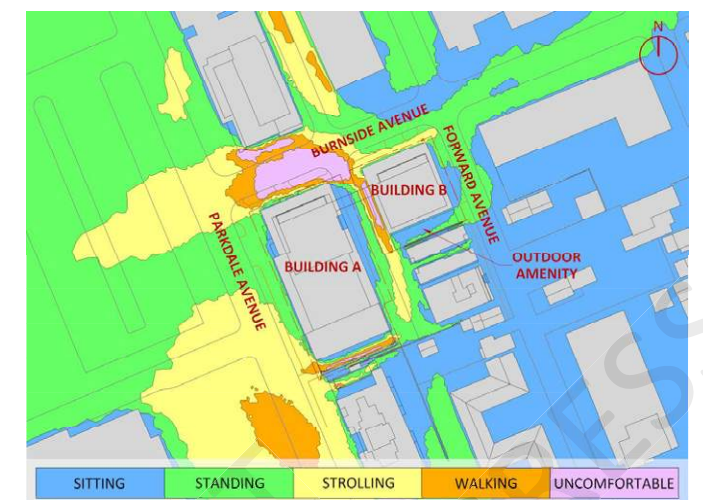 N
BURNSIDE AVENUE
FORWARD AVENUE
BUILDING B
PARKDALE AVENUE
BUILDING A
OUTDOOR
AMENITY
SITTING STANDING STROLLING WALKING UNCOMFORTABLE